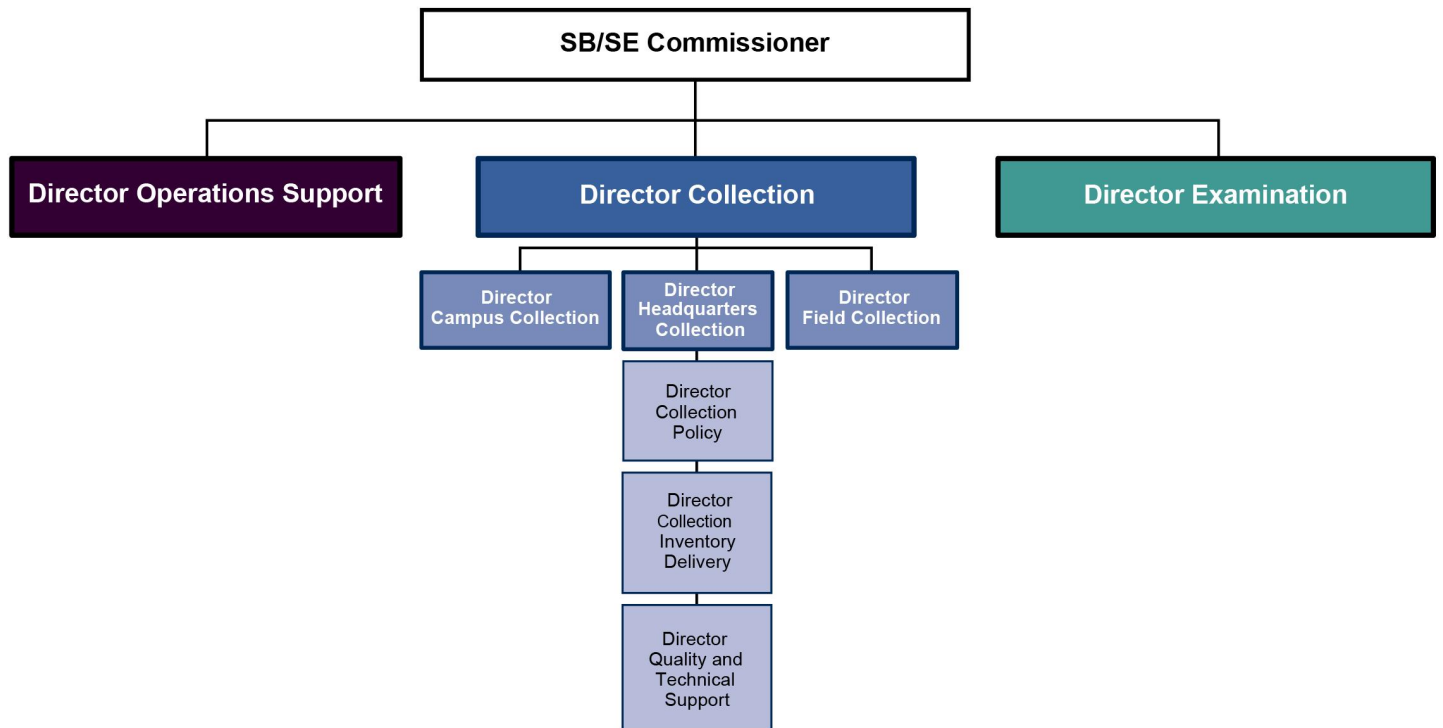 SB/SE Commissioner
Director Operations Support
Director Collection
Director Examination
Director
Campus Collection
Director
Headquarters
Collection
Director
Field Collection
Director
Collection
Policy
Director
Collection
Inventory
Delivery
Director
Quality and
Technical
Support